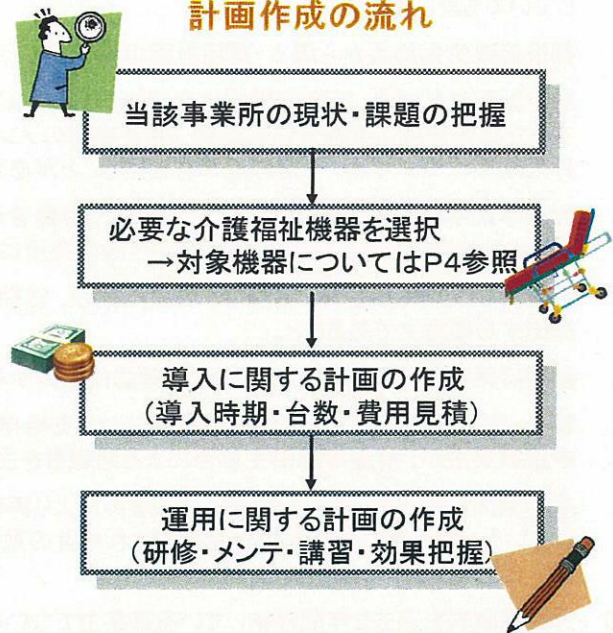 計画作成の流れ
当該事業所の現状・課題の把握
必要な介護福祉機器を選択
→対象機器についてはP4参照
導入に関する計画の作成
(導入時期・台数・費用見積)
運用に関する計画の作成
(研修・メンテ・講習・効果把握)